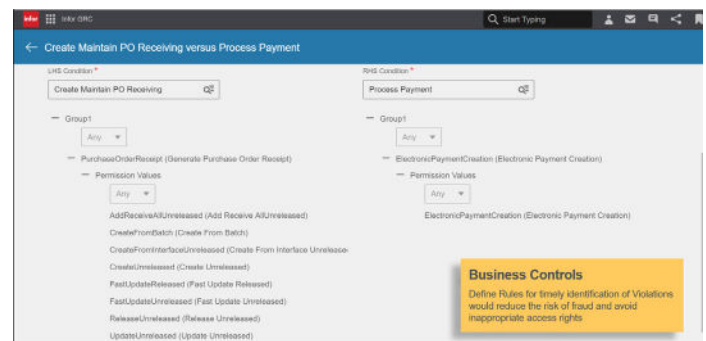 infor Infor GRC Start Typing
Create Maintain PO Receiving versus Process Payment
LHS Condition * RHS Condition *
Create Maintain PO Receiving Process Payment
Group1 Group1
Any Any
PurchaseOrderReceipt (Generate Purchase Order Receipt) ElectronicPaymentCreation (Electronic Payment Creation)
Permission Values Permission Values
Any Any
AddReceiveAllUnreleased (Add Receive AllUnreleased) ElectronicPaymentCreation (Electronic Payment Creation)
CreateFromBatch (Create From Batch)
CreateFromInterfaceUnreleased (Create From Interface Unrelease
CreateUnreleased (Create Unreleased)
FastUpdateReleased (Fast Update Released)
FastUpdateUnreleased (Fast Update Unreleased)
ReleaseUnreleased (Release Unreleased)
UpdateUnreleased (Update Unreleased)
Business Controls
Define Rules for timely identification of Violations
would reduce the risk of fraud and avoid
inappropriate access rights